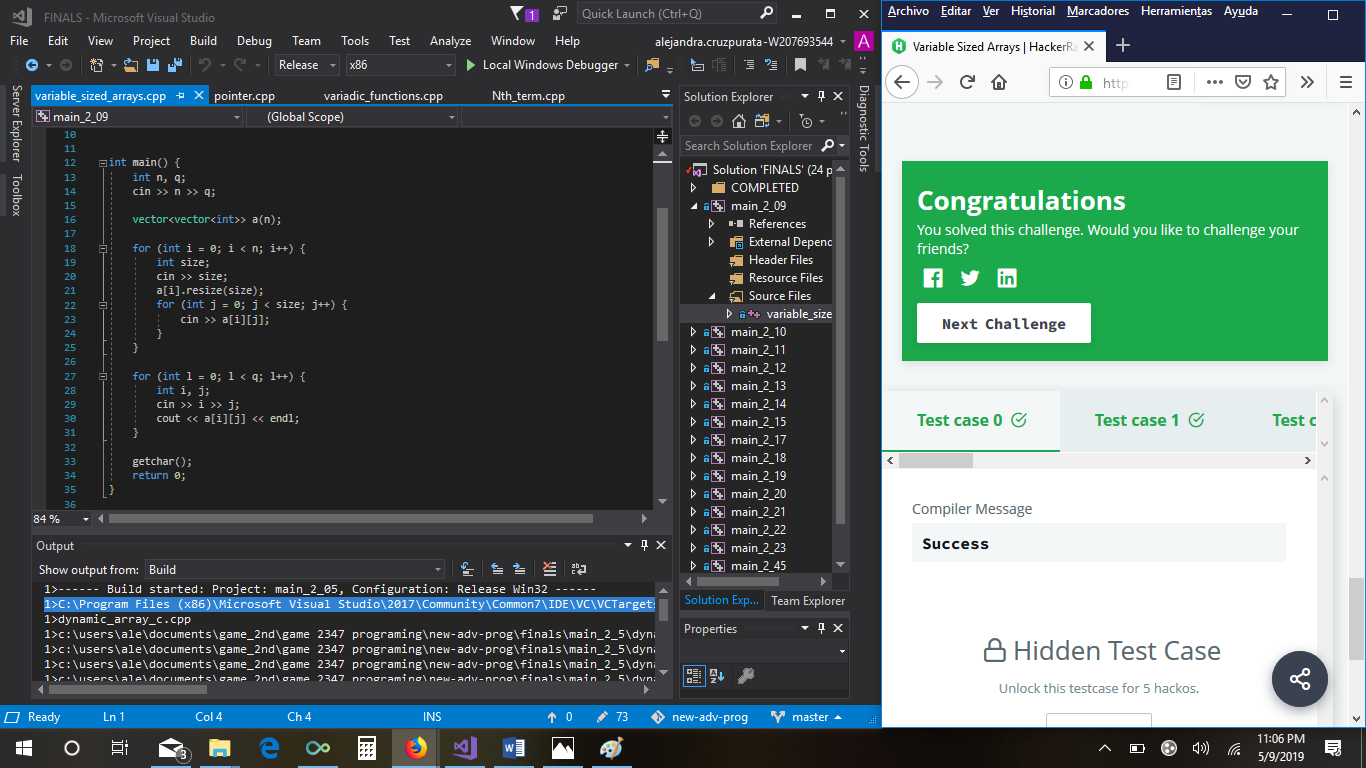 FINALS - Microsoft Visual Studio
1
Quick Launch (Ctrl+Q)
File Edit View Project Build Debug Team Tools Test Analyze Window Help
alejandra.cruzpurata-W207693544
A
Release x86 Local Windows Debugger
Server Explorer
Toolbox
variable_sized_arrays.cpp pointer.cpp variadic_functions.cpp Nth_term.cpp
main_2_09 (Global Scope)
10
11
12 int main() {
13 int n, q;
14 cin >> n >> q;
15
16 vector<vector<int>> a(n);
17
18 for (int i = 0; i < n; i++) {
19 int size;
20 cin >> size;
21 a[i].resize(size);
22 for (int j = 0; j < size; j++) {
23 cin >> a[i][j];
24 }
25 }
26
27 for (int l = 0; l < q; l++) {
28 int i, j;
29 cin >> i >> j;
30 cout << a[i][j] << endl;
31 }
32
33 getchar();
34 return 0;
35 }
36
84 %
Output
Show output from: Build
1>------ Build started: Project: main_2_05, Configuration: Release Win32 ------
1>C:\Program Files (x86)\Microsoft Visual Studio\2017\Community\Common7\IDE\VC\VCTargets
1>dynamic_array_c.cpp
1>c:\users\ale\documents\game_2nd\game 2347 programing\new-adv-prog\finals\main_2_5\dyna
1>c:\users\ale\documents\game_2nd\game 2347 programing\new-adv-prog\finals\main_2_5\dyna
1>c:\users\ale\documents\game_2nd\game 2347 programing\new-adv-prog\finals\main_2_5\dyna
1>c:\users\ale\documents\game_2nd\game 2347 programing\new-adv-prog\finals\main_2_5\dyna
Solution Explorer
Search Solution Explorer
Solution 'FINALS' (24 p
COMPLETED
main_2_09
References
External Depend
Header Files
Resource Files
Source Files
variable_size
main_2_10
main_2_11
main_2_12
main_2_13
main_2_14
main_2_15
main_2_17
main_2_18
main_2_19
main_2_20
main_2_21
main_2_22
main_2_23
main_2_45
Solution Exp... Team Explorer
Properties
Diagnostic Tools
Ready Ln 1 Col 4 Ch 4 INS 0 73 new-adv-prog master
Archivo Editar Ver Historial Marcadores Herramientas Ayuda
Variable Sized Arrays | HackerRa
http
Congratulations
You solved this challenge. Would you like to challenge your
friends?
Next Challenge
Test case 0 Test case 1 Test c
Compiler Message
Success
Hidden Test Case
Unlock this testcase for 5 hackos.
3
11:06 PM
5/9/2019